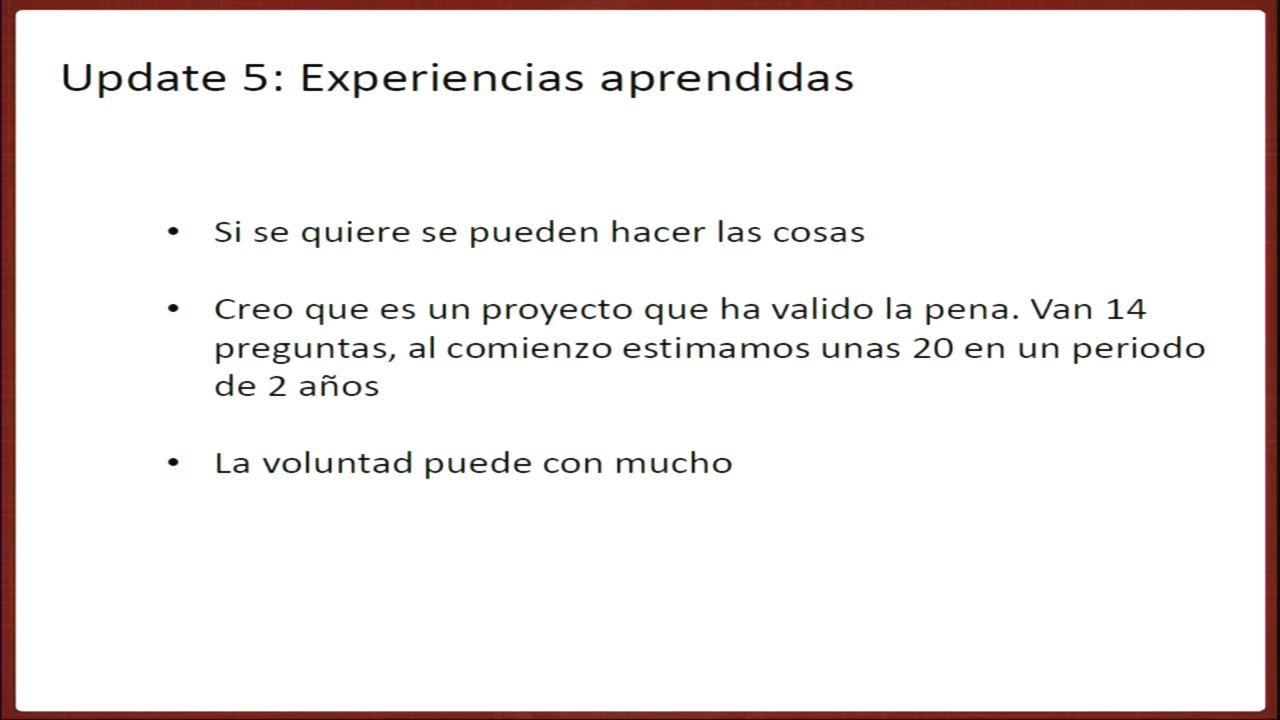 Update 5: Experiencias aprendidas
• Si se quiere se pueden hacer las cosas
• Creo que es un proyecto que ha valido la pena. Van 14
preguntas, al comienzo estimamos unas 20 en un periodo
de 2 años
• La voluntad puede con mucho